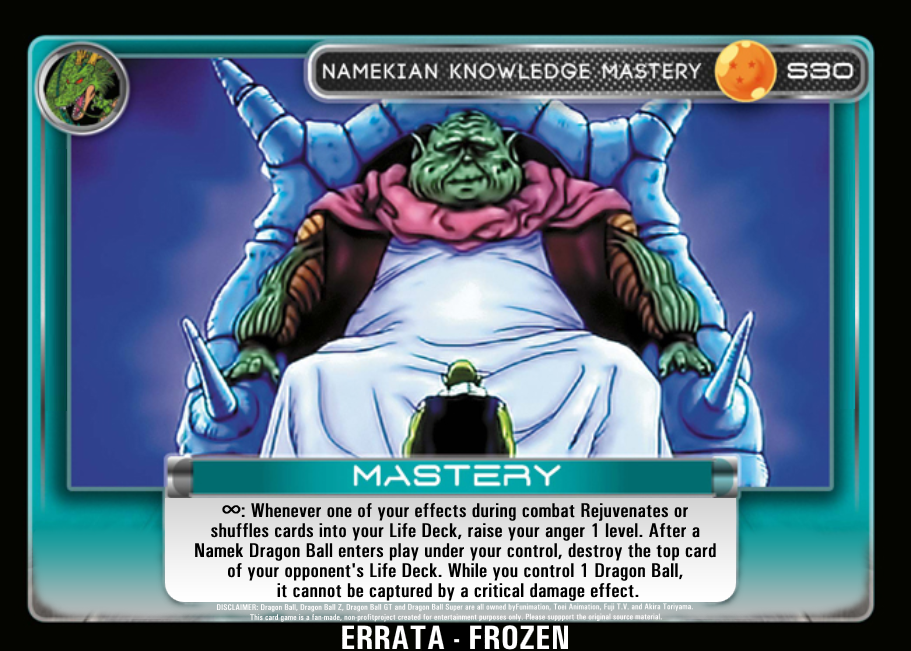 NAMEKIAN KNOWLEDGE MASTERY S30
MASTERY
∞: Whenever one of your effects during combat Rejuvenates or
shuffles cards into your Life Deck, raise your anger 1 level. After a
Namek Dragon Ball enters play under your control, destroy the top card
of your opponent's Life Deck. While you control 1 Dragon Ball,
it cannot be captured by a critical damage effect.
DISCLAIMER: Dragon Ball, Dragon Ball Z, Dragon Ball GT and Dragon Ball Super are all owned byFunimation, Toei Animation, Fuji T.V. and Akira Toriyama.
This card game is a fan-made, non-profitproject created for entertainment purposes only. Please suppport the original source material.
ERRATA - FROZEN